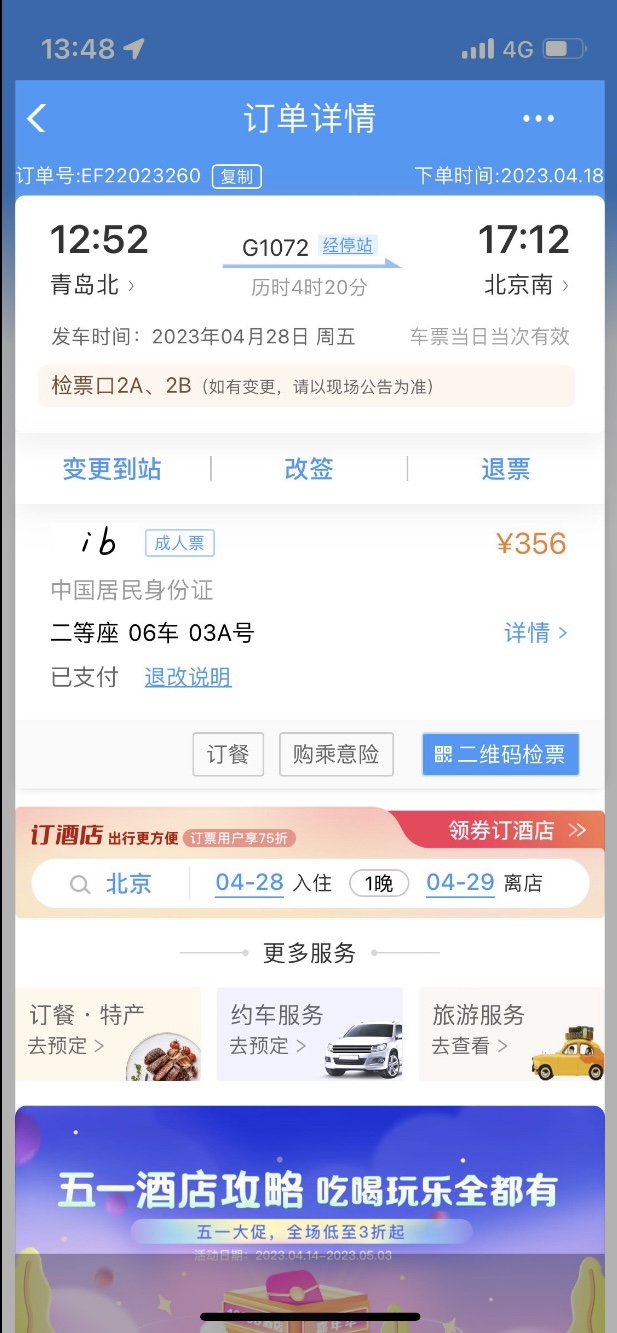 13:48 4G
订单详情
订单号:EF22023260 复制 下单时间:2023.04.18
12:52 G1072 经停站 17:12
青岛北 历时4时20分 北京南
发车时间：2023年04月28日 周五 车票当日当次有效
检票口2A、2B（如有变更，请以现场公告为准）
变更到站 改签 退票
ib 成人票 ¥356
中国居民身份证
二等座 06车 03A号 详情
已支付 退改说明
订餐 购乘意险 二维码检票
订酒店 出行更方便 订票用户享75折 领券订酒店
北京 04-28 入住 1晚 04-29 离店
更多服务
订餐·特产 约车服务 旅游服务
去预定 去预定 去查看
五一酒店攻略 吃喝玩乐全都有
五一大促，全场低至3折起
活动日期：2023.04.14-2023.05.03